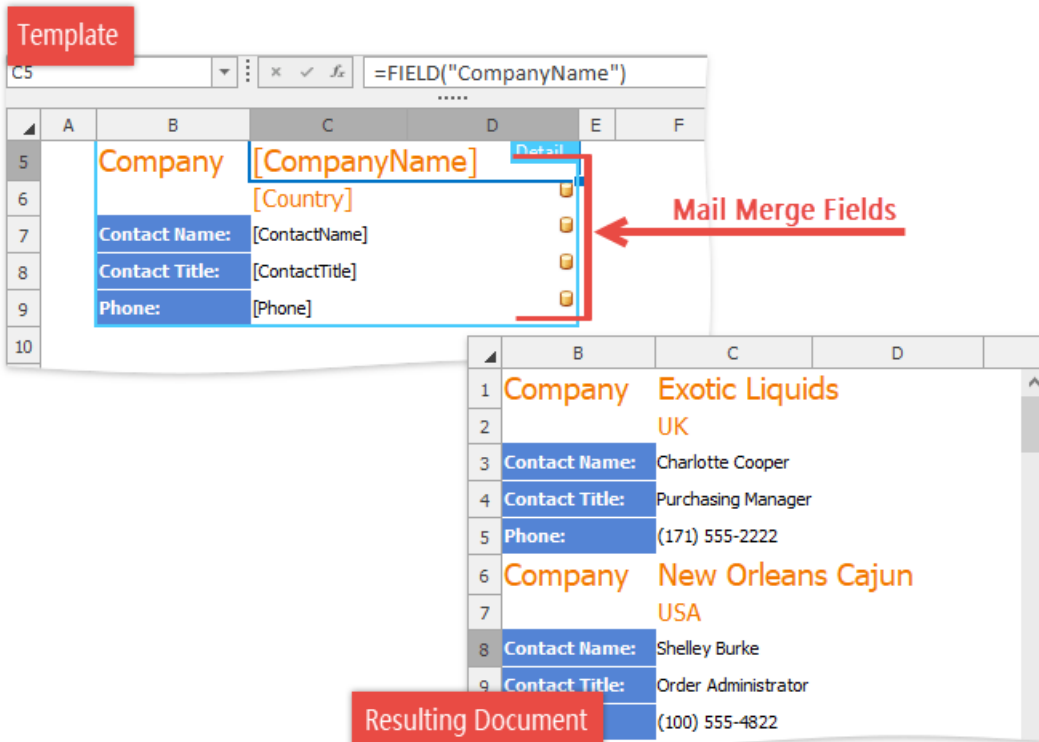 Template
C5 =FIELD("CompanyName")
A B C D E F
5 Company [CompanyName] Detail
6 [Country]
Mail Merge Fields
7 Contact Name: [ContactName]
8 Contact Title: [ContactTitle]
9 Phone: [Phone]
10
B C D
1 Company Exotic Liquids
2 UK
3 Contact Name: Charlotte Cooper
4 Contact Title: Purchasing Manager
5 Phone: (171) 555-2222
6 Company New Orleans Cajun
7 USA
8 Contact Name: Shelley Burke
9 Contact Title: Order Administrator
Resulting Document
(100) 555-4822